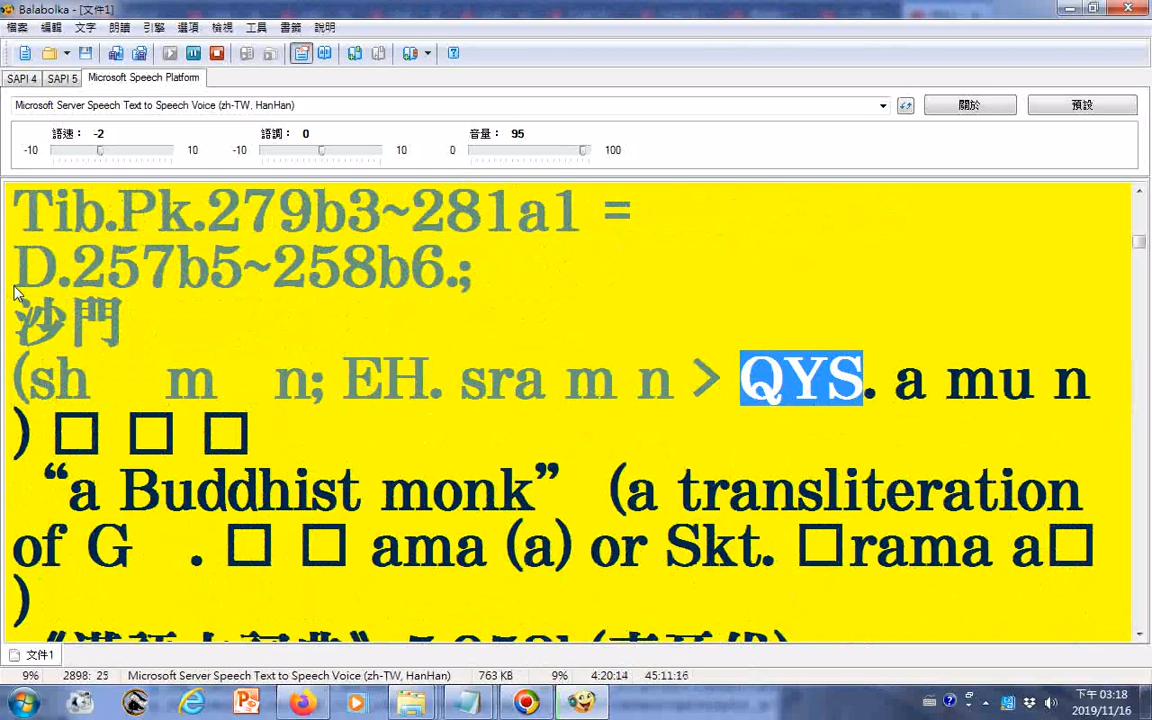 Balabolka - [文件1]
檔案 編輯 文字 朗讀 引擎 選項 檢視 工具 書籤 說明
SAPI 4 SAPI 5 Microsoft Speech Platform
Microsoft Server Speech Text to Speech Voice (zh-TW, HanHan) 關於 預設
語速： -2 語調： 0 音量： 95
-10 10 -10 10 0 100
Tib.Pk.279b3~281a1 =
D.257b5~258b6.;
沙門
(sh m n; EH. sra m n > QYS. a mu n
) □ □ □
“a Buddhist monk” (a transliteration
of G . □ □ ama (a) or Skt. □rama a□
)
文件1
9% 2898: 23 Microsoft Server Speech Text to Speech Voice (zh-TW, HanHan) 763 KB 9% 4:20:14 45:11:16
下午 03:18
2019/11/16